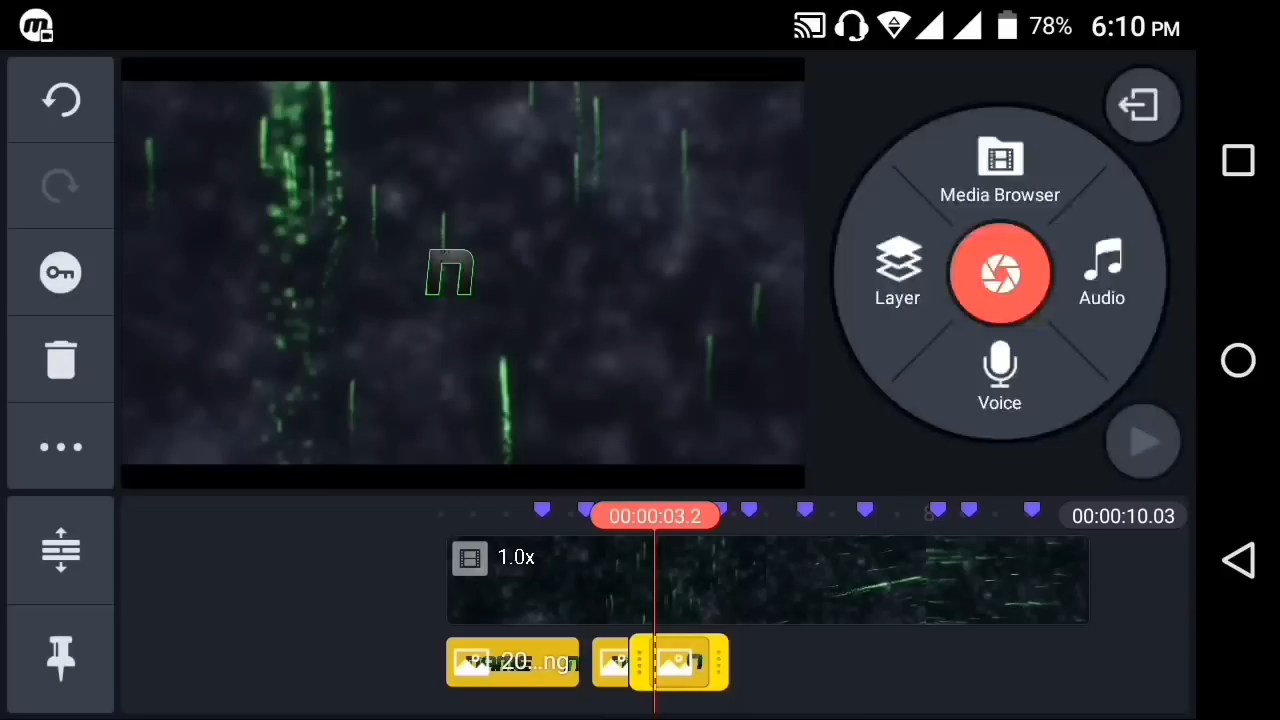 78% 6:10 PM
n
Media Browser
Layer
Audio
Voice
00:00:03.2
8
00:00:10.03
1.0x
20...ng
n